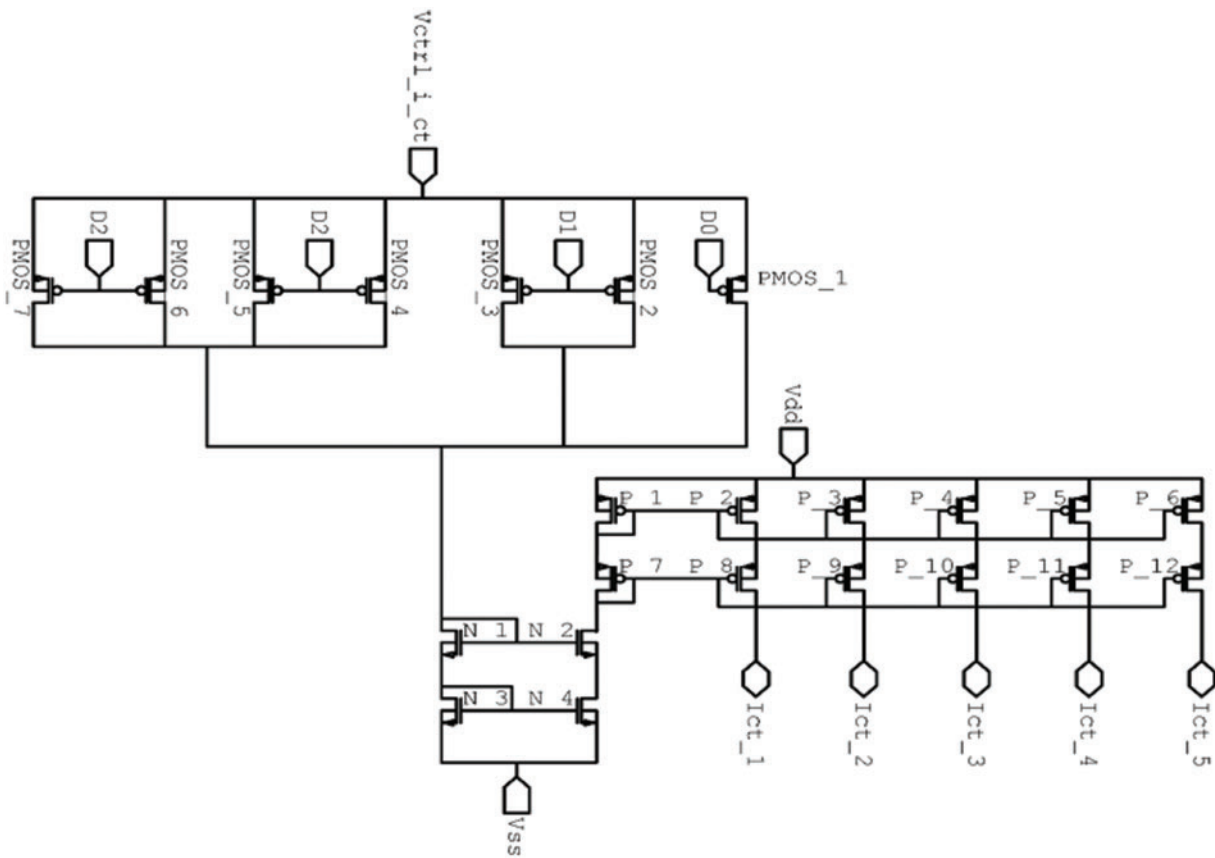 Vctrl_i_ct
D2
D2
D1
D0
PMOS_7
PMOS_6
PMOS_5
PMOS_4
PMOS_3
PMOS_2
PMOS_1
Vdd
P_1
P_2
P_3
P_4
P_5
P_6
P_7
P_8
P_9
P_10
P_11
P_12
N_1
N_2
N_3
N_4
Ict_1
Ict_2
Ict_3
Ict_4
Ict_5
Vss